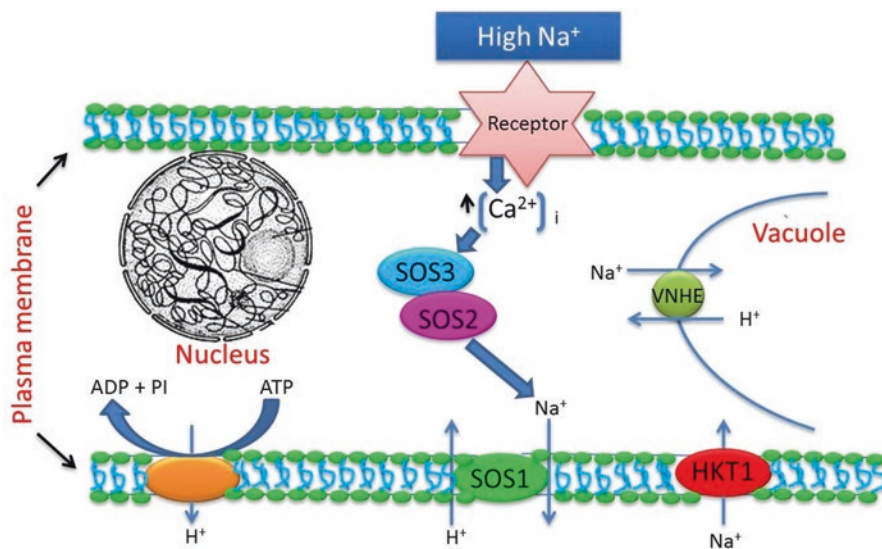 High Na⁺
Receptor
Ca²⁺
i
SOS3
SOS2
Vacuole
Na⁺
VNHE
H⁺
Plasma membrane
Nucleus
ADP + PI
ATP
Na⁺
SOS1
HKT1
H⁺
H⁺
Na⁺